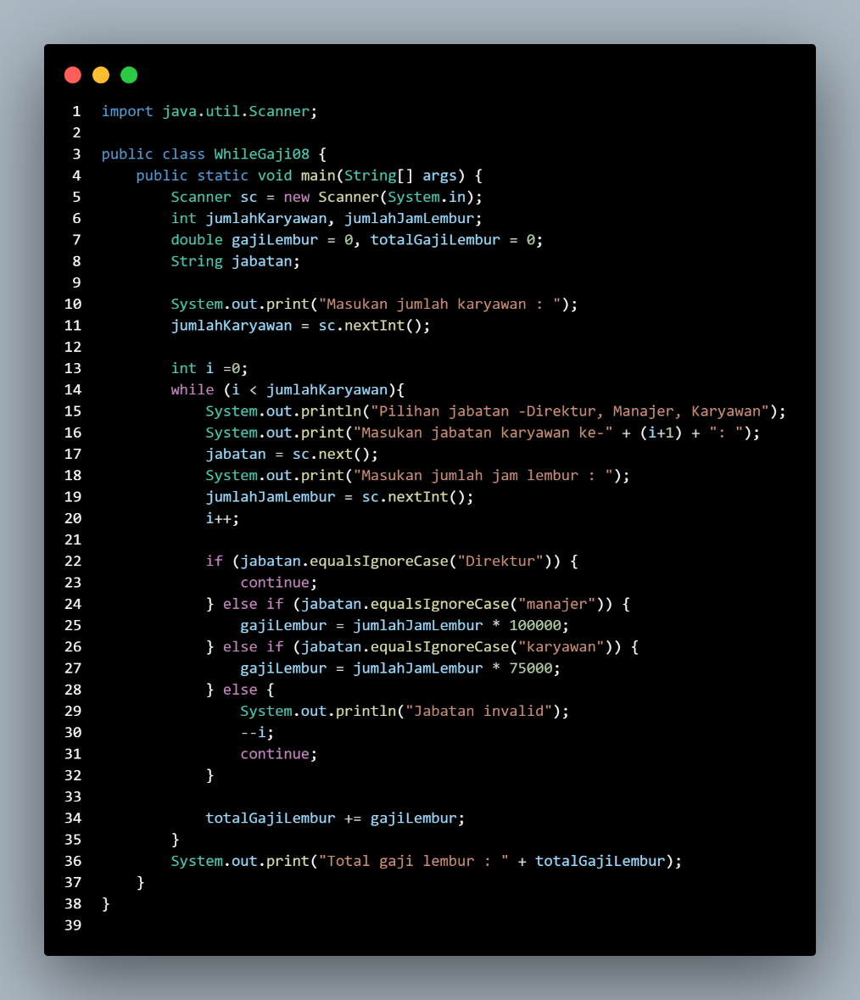 1 import java.util.Scanner;
2
3 public class WhileGaji08 {
4     public static void main(String[] args) {
5         Scanner sc = new Scanner(System.in);
6         int jumlahKaryawan, jumlahJamLembur;
7         double gajiLembur = 0, totalGajiLembur = 0;
8         String jabatan;
9
10         System.out.print("Masukan jumlah karyawan : ");
11         jumlahKaryawan = sc.nextInt();
12
13         int i =0;
14         while (i < jumlahKaryawan){
15             System.out.println("Pilihan jabatan -Direktur, Manajer, Karyawan");
16             System.out.print("Masukan jabatan karyawan ke-" + (i+1) + ": ");
17             jabatan = sc.next();
18             System.out.print("Masukan jumlah jam lembur : ");
19             jumlahJamLembur = sc.nextInt();
20             i++;
21
22             if (jabatan.equalsIgnoreCase("Direktur")) {
23                 continue;
24             } else if (jabatan.equalsIgnoreCase("manajer")) {
25                 gajiLembur = jumlahJamLembur * 100000;
26             } else if (jabatan.equalsIgnoreCase("karyawan")) {
27                 gajiLembur = jumlahJamLembur * 75000;
28             } else {
29                 System.out.println("Jabatan invalid");
30                 --i;
31                 continue;
32             }
33
34             totalGajiLembur += gajiLembur;
35         }
36         System.out.print("Total gaji lembur : " + totalGajiLembur);
37     }
38 }
39